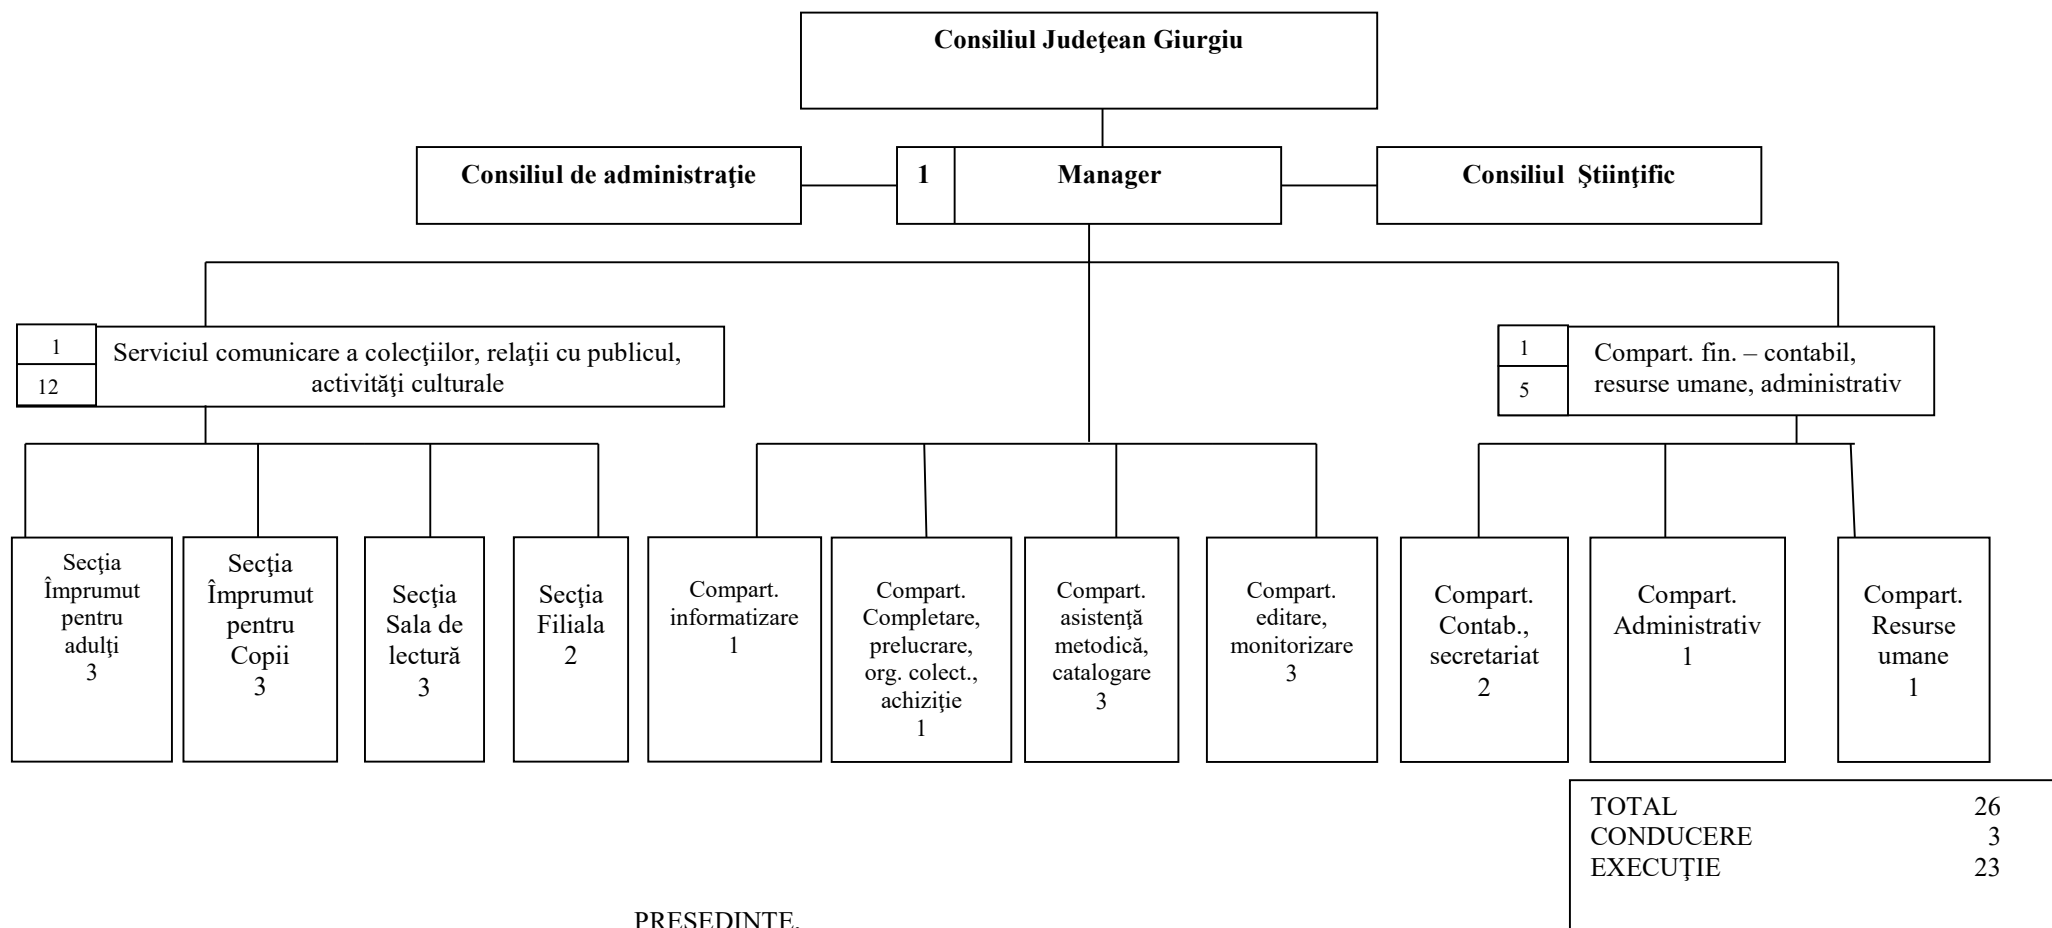 Consiliul Judeţean Giurgiu
Consiliul de administraţie
1
Manager
Consiliul Ştiinţific
1
12
Serviciul comunicare a colecţiilor, relaţii cu publicul,
activităţi culturale
1
5
Compart. fin. – contabil,
resurse umane, administrativ
Secţia
Împrumut
pentru
adulţi
3
Secţia
Împrumut
pentru
Copii
3
Secţia
Sala de
lectură
3
Secţia
Filiala
2
Compart.
informatizare
1
Compart.
Completare,
prelucrare,
org. colect.,
achiziţie
1
Compart.
asistenţă
metodică,
catalogare
3
Compart.
editare,
monitorizare
3
Compart.
Contab.,
secretariat
2
Compart.
Administrativ
1
Compart.
Resurse
umane
1
TOTAL 26
CONDUCERE 3
EXECUŢIE 23
PREŞEDINTE,